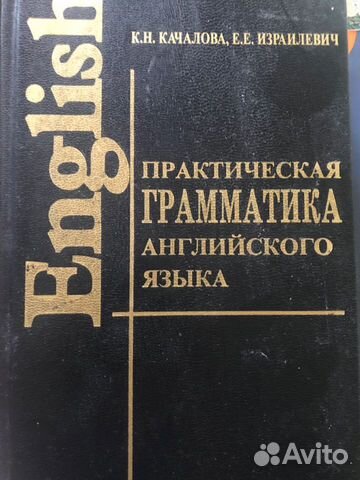 К.Н. КАЧАЛОВА, Е.Е. ИЗРАИЛЕВИЧ
English
ПРАКТИЧЕСКАЯ
ГРАММАТИКА
АНГЛИЙСКОГО
ЯЗЫКА
Avito